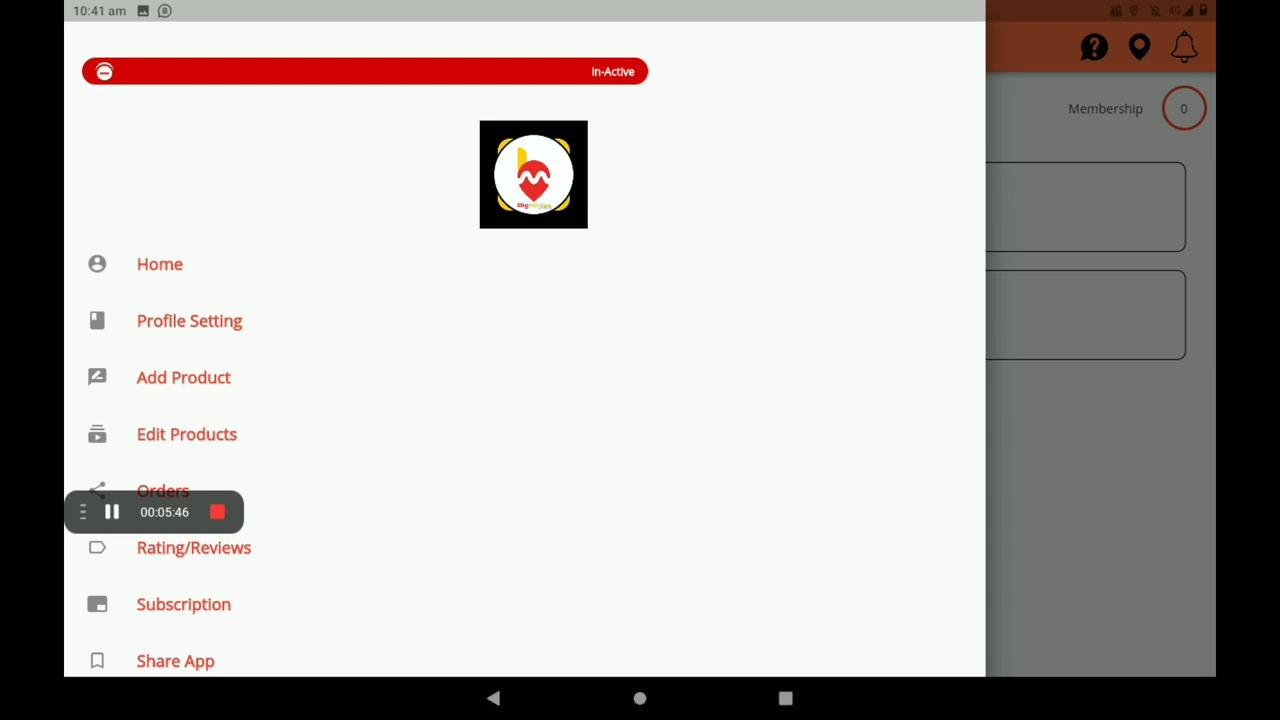 10:41 am
4G
In-Active
Membership
0
Home
Profile Setting
Add Product
Edit Products
Orders
00:05:46
Rating/Reviews
Subscription
Share App